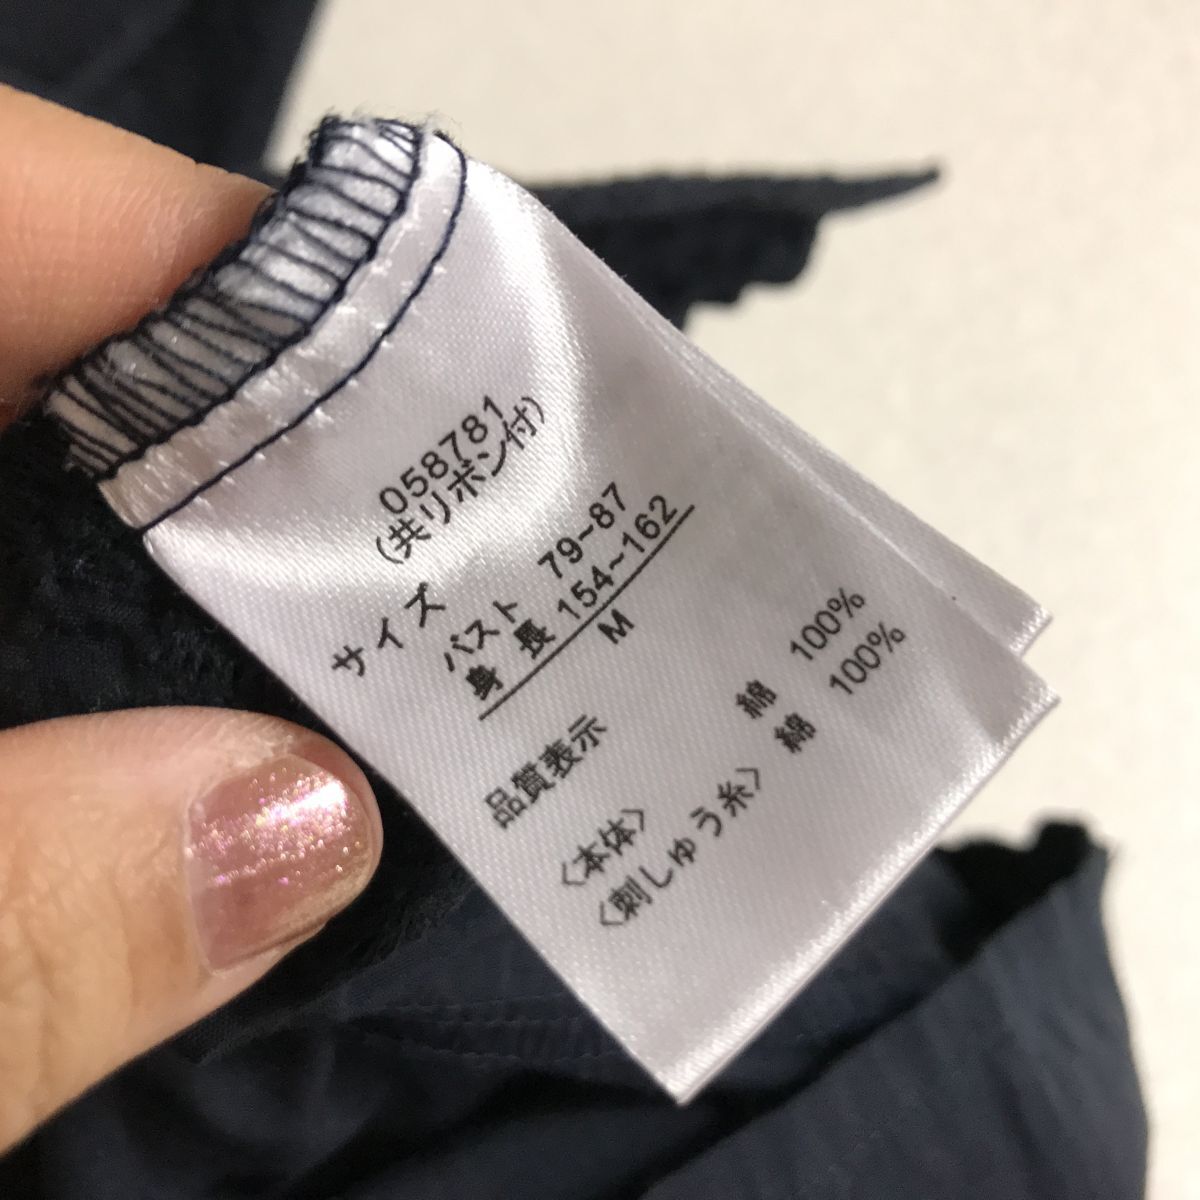 058781
(共リボン付)
サイズ
バスト 79~87
身長 154~162
M
品質表示
〈本体〉 綿 100%
〈刺しゅう糸〉 綿 100%